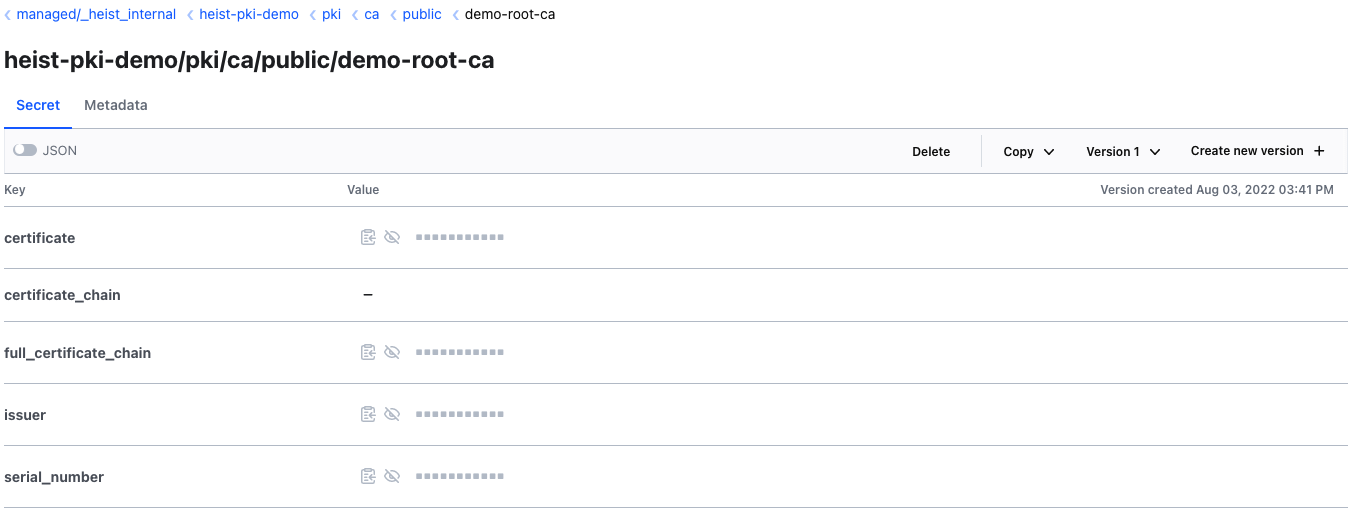 managed/_heist_internal heist-pki-demo pki ca public demo-root-ca
heist-pki-demo/pki/ca/public/demo-root-ca
Secret Metadata
JSON Delete Copy Version 1 Create new version +
Key Value Version created Aug 03, 2022 03:41 PM
certificate
certificate_chain –
full_certificate_chain
issuer
serial_number